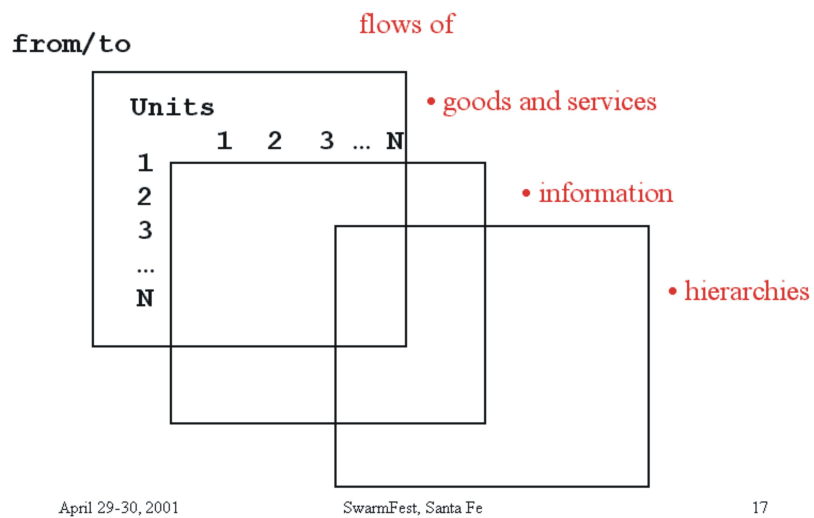 flows of
from/to
• goods and services
Units
1 2 3 ... N
1
2
3
...
N
• information
• hierarchies
April 29-30, 2001 SwarmFest, Santa Fe 17